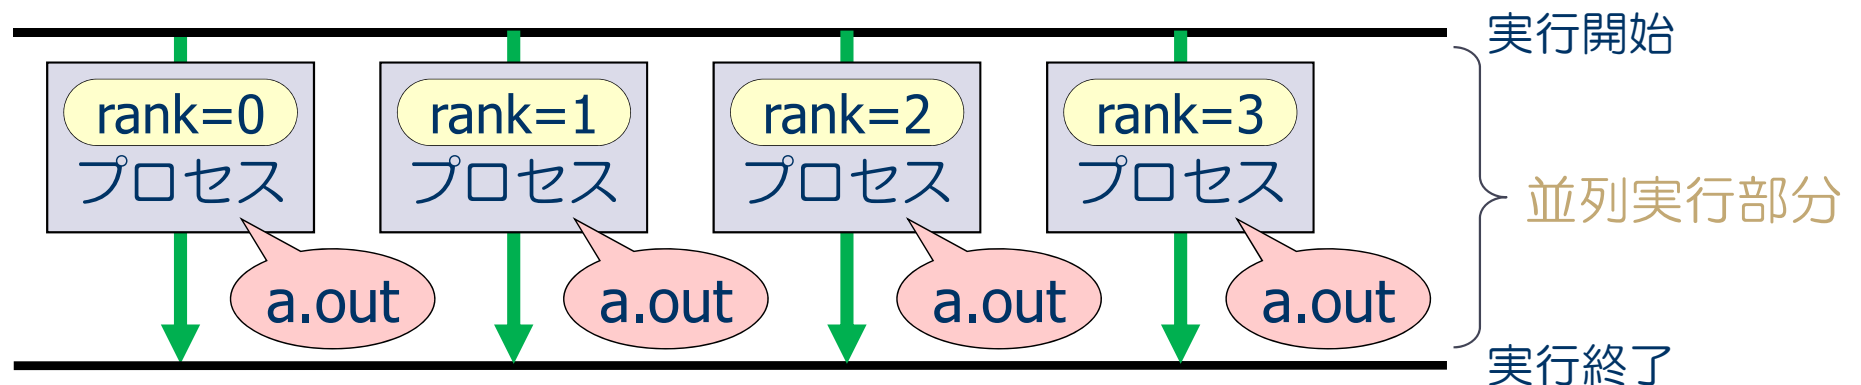 実行開始
rank=0
プロセス
a.out
rank=1
プロセス
a.out
rank=2
プロセス
a.out
rank=3
プロセス
a.out
並列実行部分
実行終了